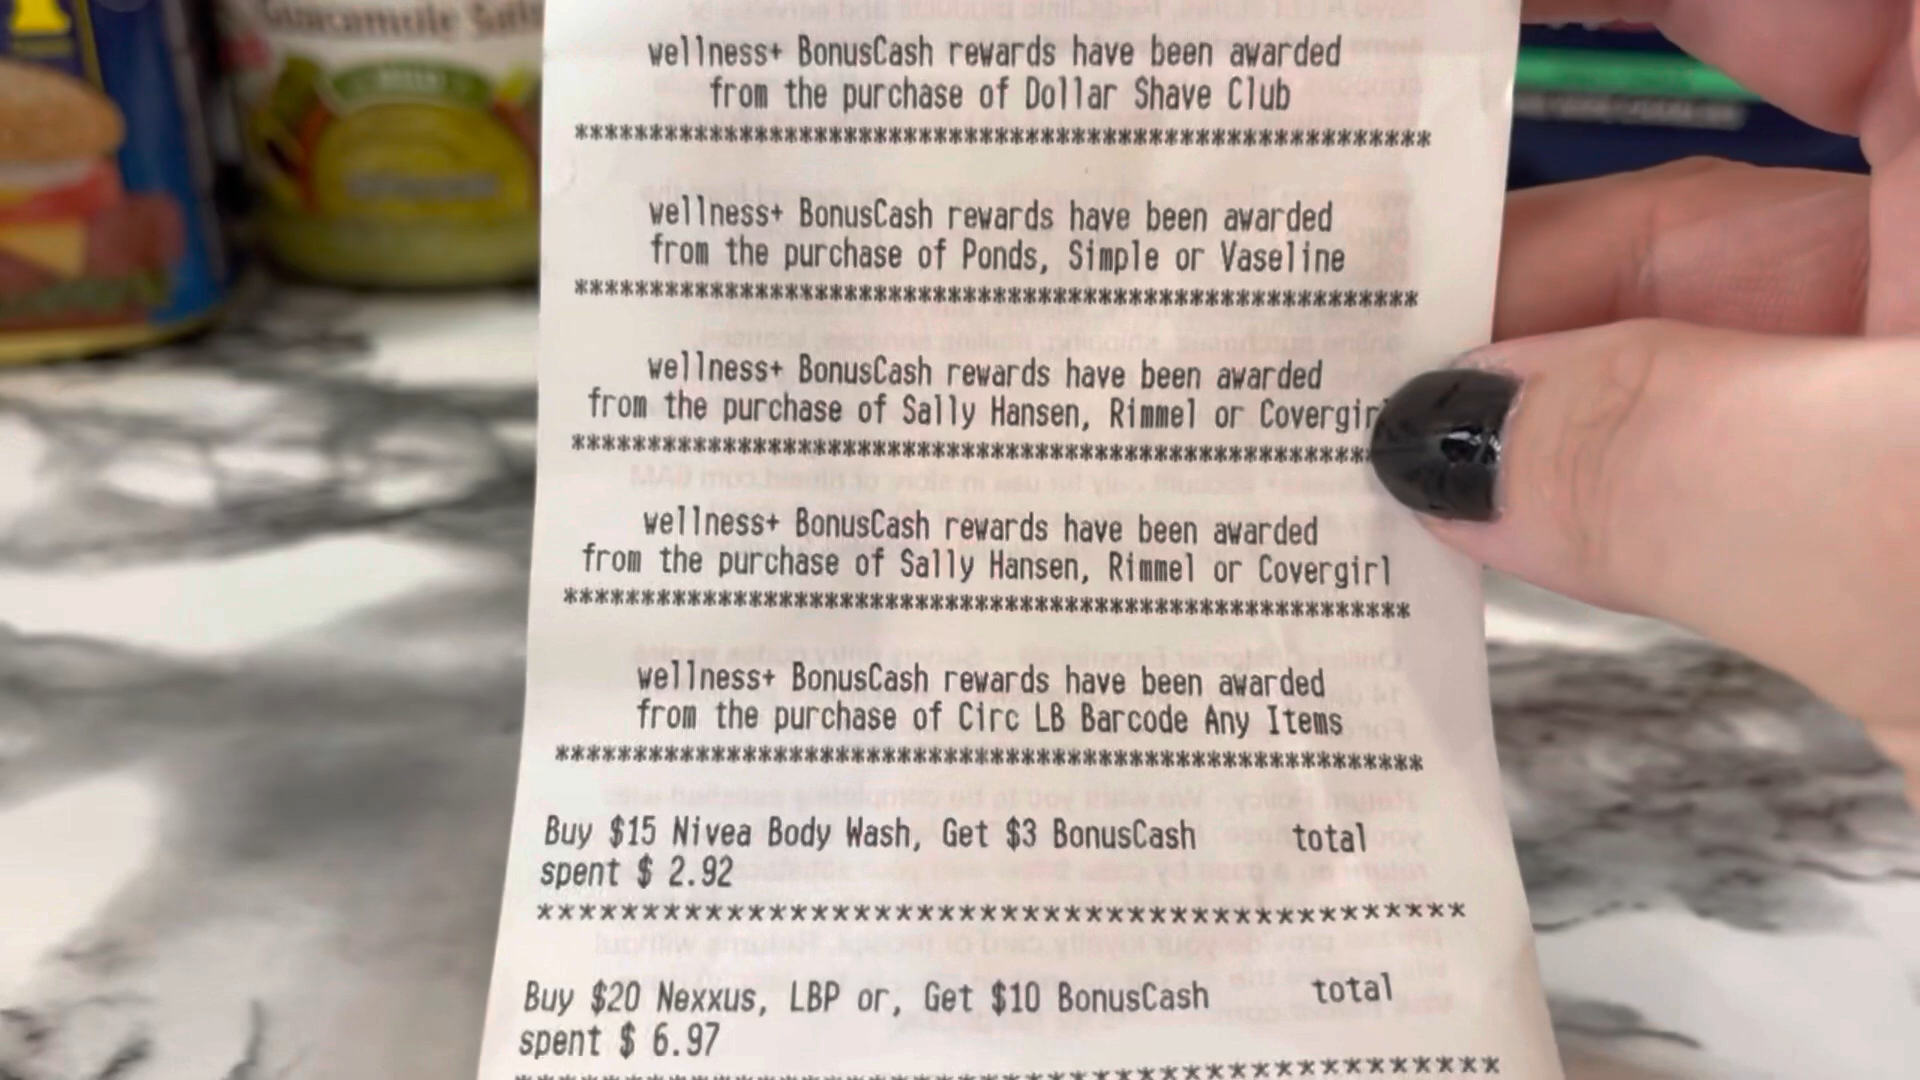 Guacamole Salsa
wellness+ BonusCash rewards have been awarded
from the purchase of Dollar Shave Club
*********************************************************
wellness+ BonusCash rewards have been awarded
from the purchase of Ponds, Simple or Vaseline
*********************************************************
wellness+ BonusCash rewards have been awarded
from the purchase of Sally Hansen, Rimmel or Covergirl
*********************************************************
wellness+ BonusCash rewards have been awarded
from the purchase of Sally Hansen, Rimmel or Covergirl
*********************************************************
wellness+ BonusCash rewards have been awarded
from the purchase of Circ LB Barcode Any Items
*********************************************************
Buy $15 Nivea Body Wash, Get $3 BonusCash total
spent $ 2.92
*********************************************
Buy $20 Nexxus, LBP or, Get $10 BonusCash total
spent $ 6.97